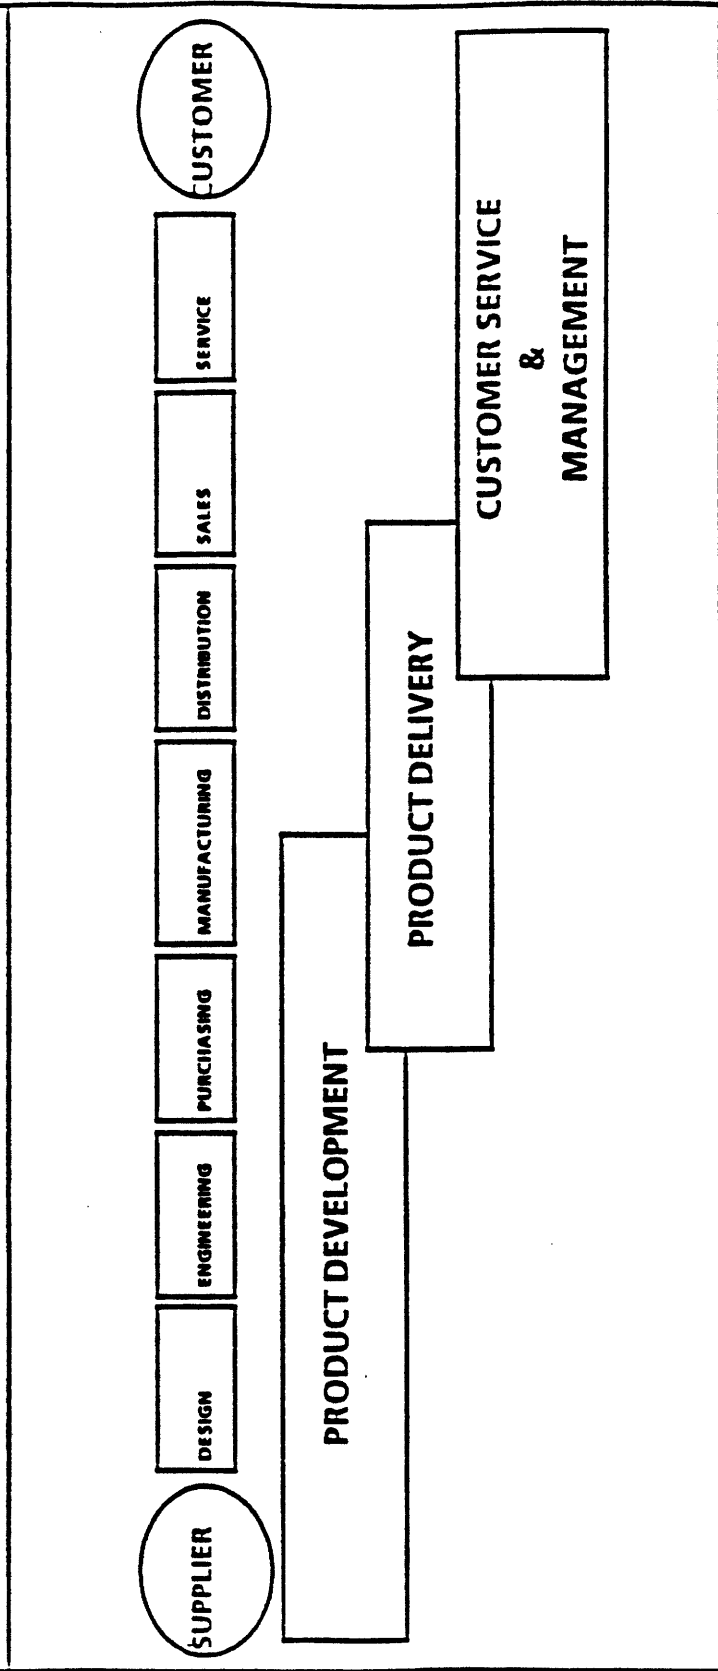 SUPPLIER
DESIGN
ENGINEERING
PURCHASING
MANUFACTURING
DISTRIBUTION
SALES
SERVICE
CUSTOMER
PRODUCT DEVELOPMENT
PRODUCT DELIVERY
CUSTOMER SERVICE
&
MANAGEMENT